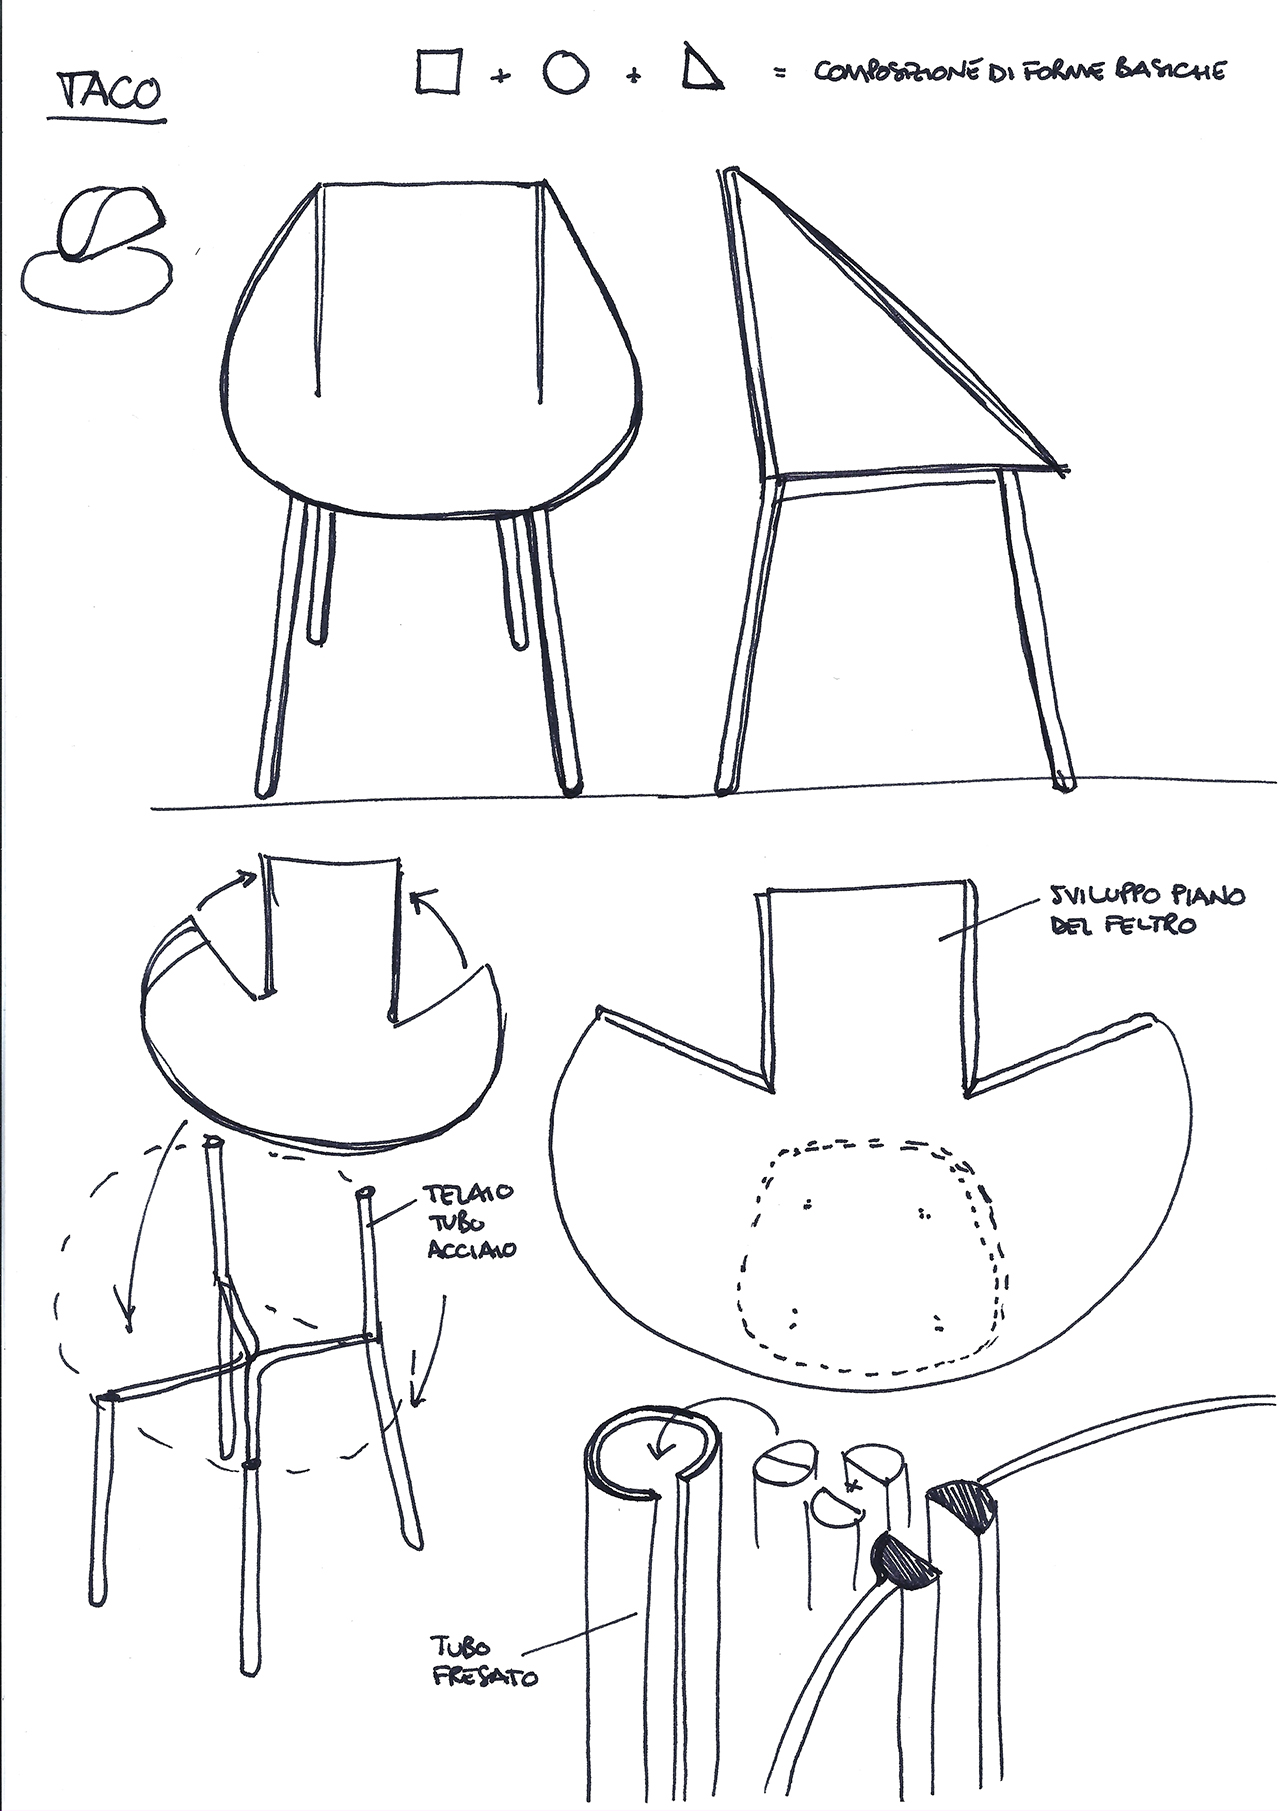 TACO
+ + = COMPOSIZIONE DI FORME BASICHE
SVILUPPO PIANO
DEL FELTRO
TELAIO
TUBO
ACCIAIO
TUBO
FRESATO